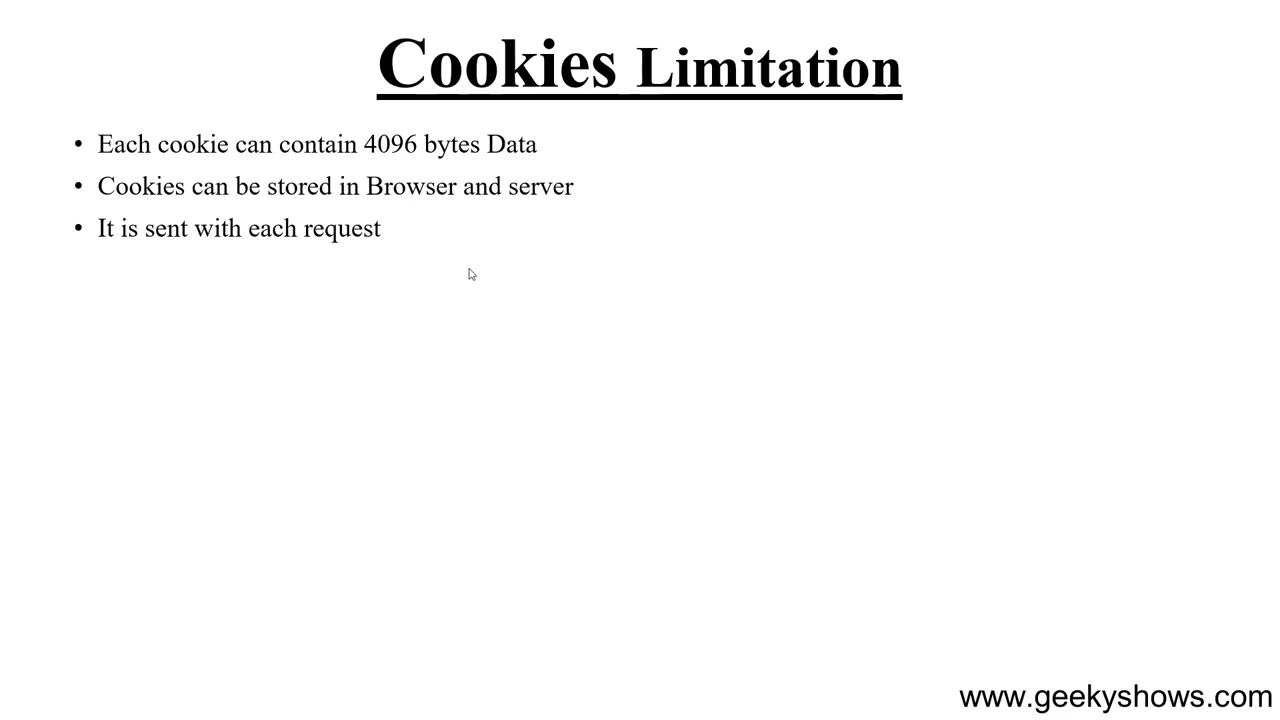 Cookies Limitation
• Each cookie can contain 4096 bytes Data
• Cookies can be stored in Browser and server
• It is sent with each request
www.geekyshows.com